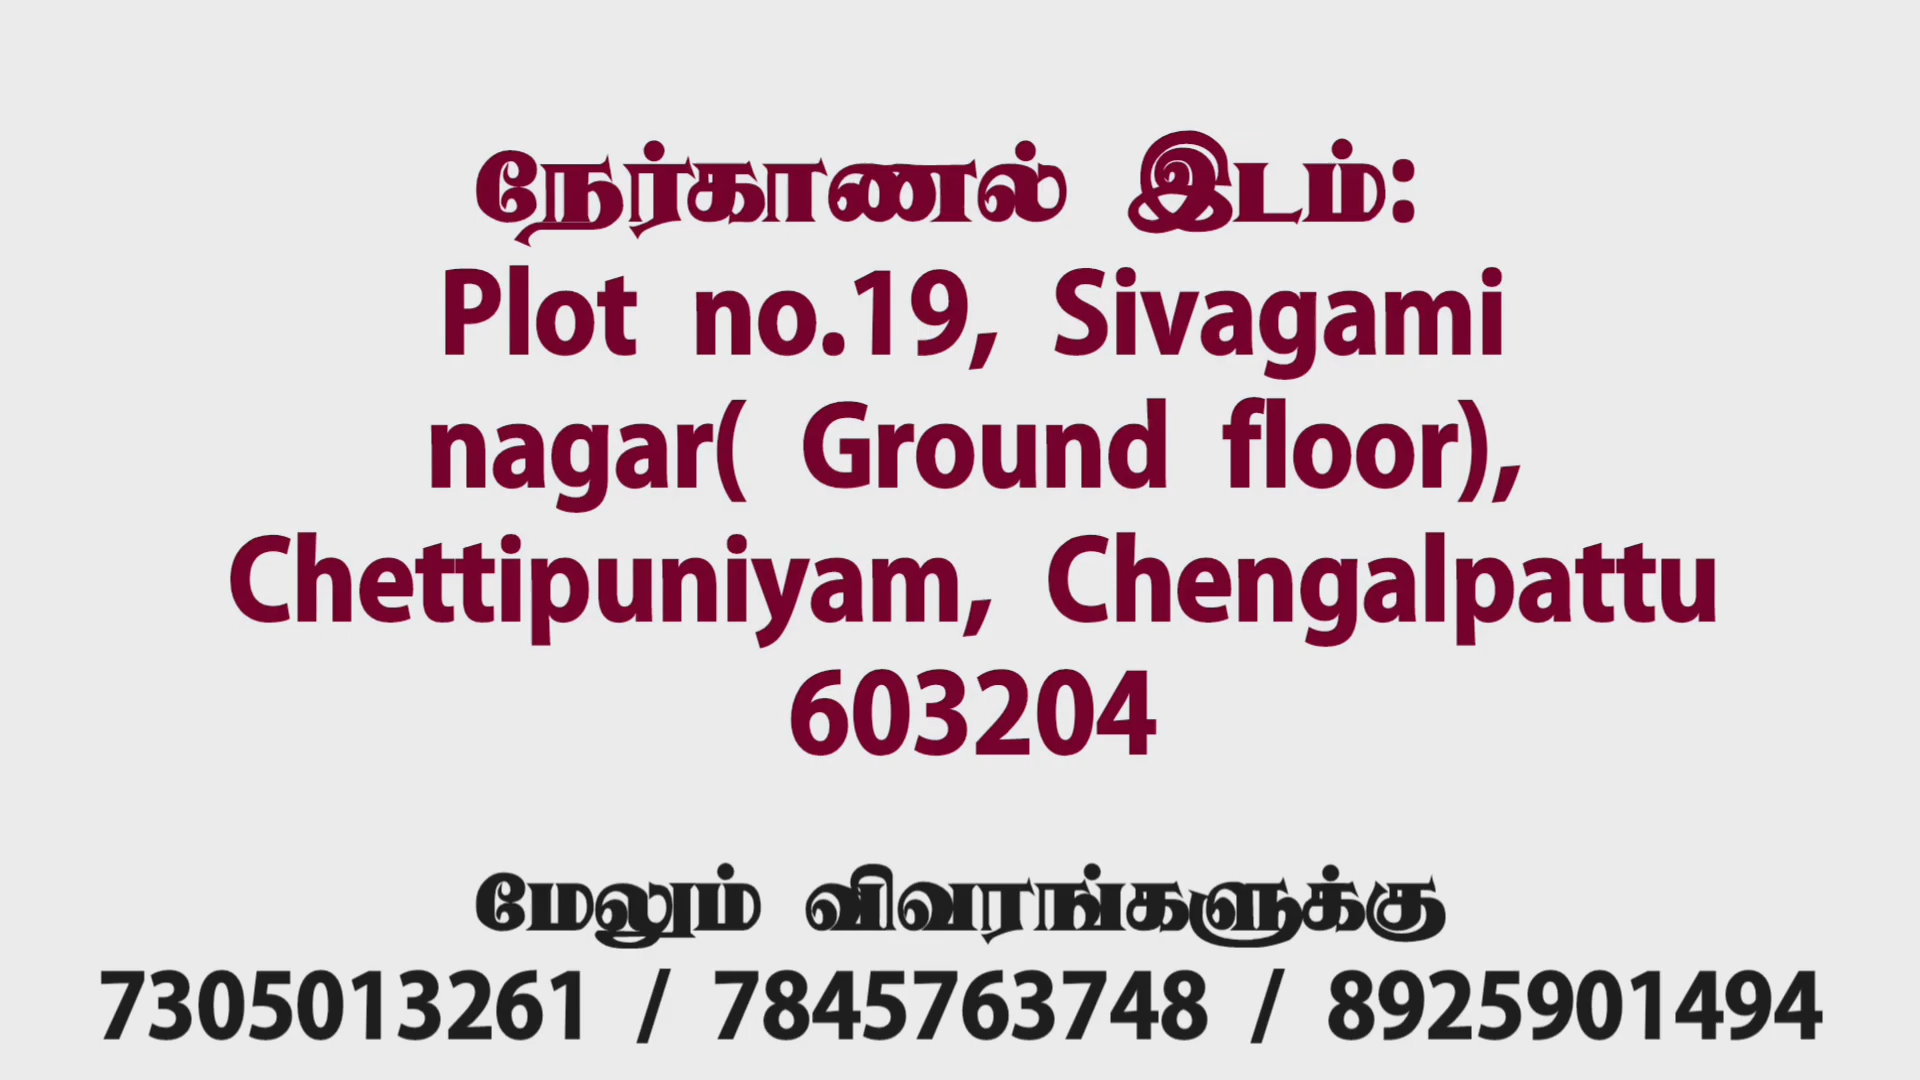 நேர்காணல் இடம்:
Plot no.19, Sivagami
nagar( Ground floor),
Chettipuniyam, Chengalpattu
603204
மேலும் விவரங்களுக்கு
7305013261 / 7845763748 / 8925901494